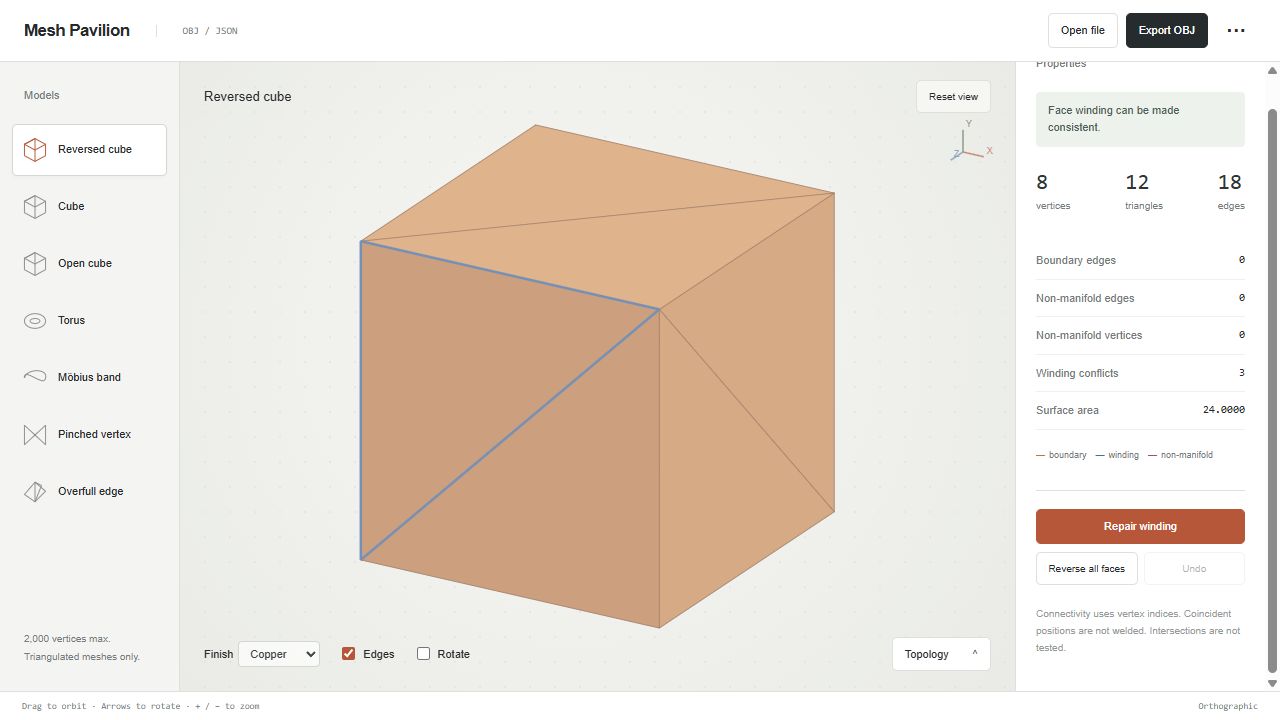 Mesh Pavilion
OBJ / JSON
Open file
Export OBJ
Models
Reversed cube
Cube
Open cube
Torus
Möbius band
Pinched vertex
Overfull edge
2,000 vertices max.
Triangulated meshes only.
Reversed cube
Reset view
Y
X
Z
Finish
Copper
Edges
Rotate
Topology
Properties
Face winding can be made
consistent.
8
vertices
12
triangles
18
edges
Boundary edges 0
Non-manifold edges 0
Non-manifold vertices 0
Winding conflicts 3
Surface area 24.0000
boundary winding non-manifold
Repair winding
Reverse all faces
Undo
Connectivity uses vertex indices. Coincident
positions are not welded. Intersections are not
tested.
Drag to orbit · Arrows to rotate · + / − to zoom
Orthographic